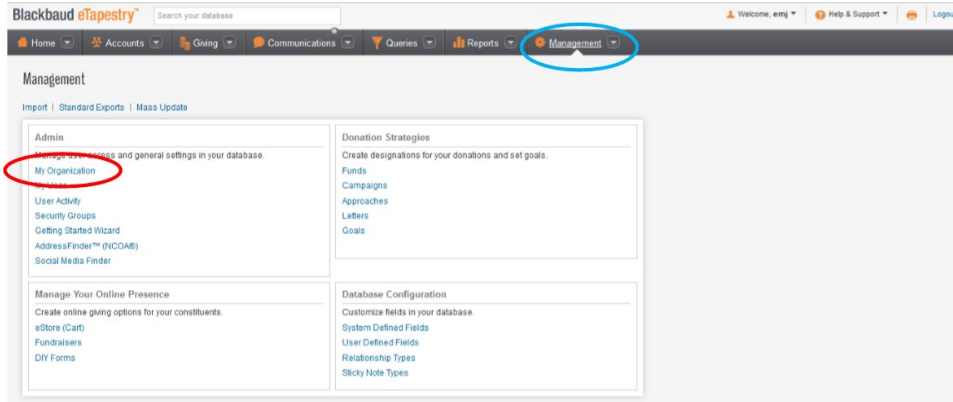 Blackbaud eTapestry™ Search your database Welcome, emj Help & Support Logou
Home Accounts Giving Communications Queries Reports Management
Management
Import | Standard Exports | Mass Update
Admin
Manage user access and general settings in your database.
My Organization
My User
User Activity
Security Groups
Getting Started Wizard
AddressFinder™ (NCOA®)
Social Media Finder
Donation Strategies
Create designations for your donations and set goals.
Funds
Campaigns
Approaches
Letters
Goals
Manage Your Online Presence
Create online giving options for your constituents.
eStore (Cart)
Fundraisers
DIY Forms
Database Configuration
Customize fields in your database.
System Defined Fields
User Defined Fields
Relationship Types
Sticky Note Types